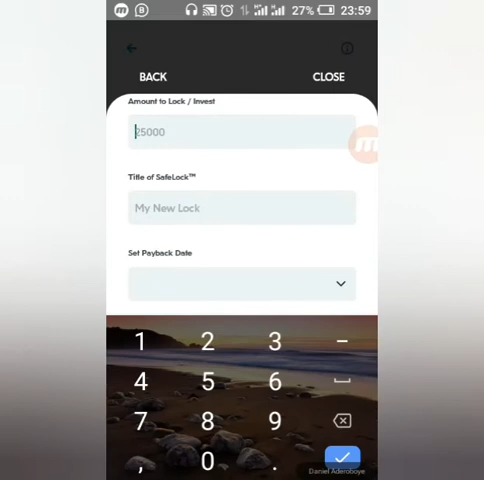 27% 23:59
BACK CLOSE
Amount to Lock / Invest
25000
Title of SafeLock™
My New Lock
Set Payback Date
1 2 3 -
4 5 6
7 8 9
, 0 .
Daniel Aderoboye